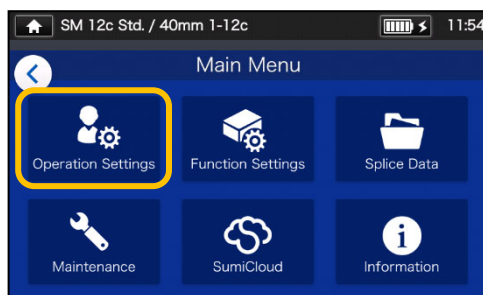 SM 12c Std. / 40mm 1-12c 11:54
Main Menu
Operation Settings Function Settings Splice Data
Maintenance SumiCloud Information